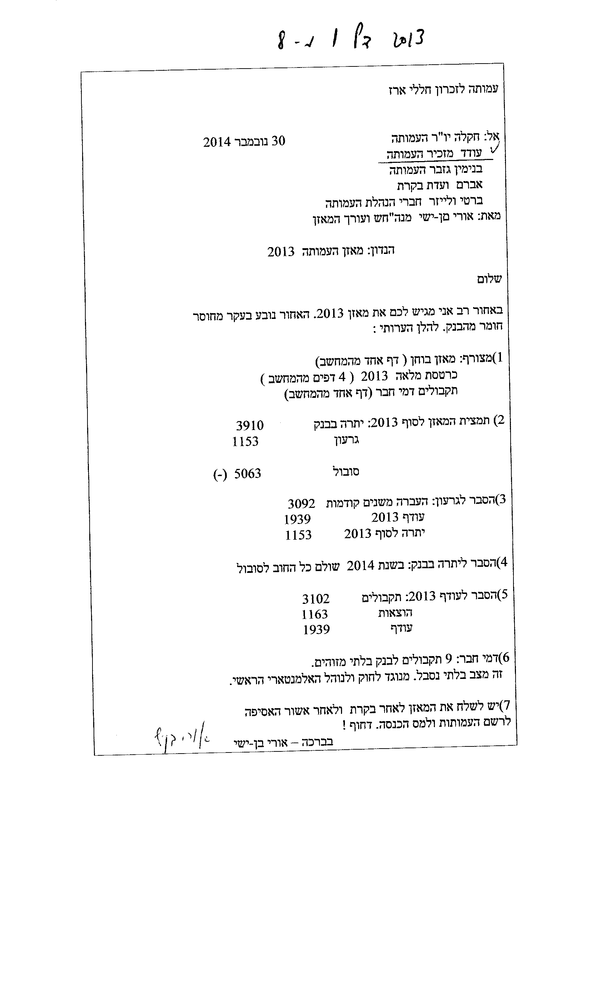 2013 דף 1 מ-8
עמותה לזכרון חללי ארז
אל: חקלה יו"ר העמותה 30 נובמבר 2014
עודד מזכיר העמותה
בנימין גזבר העמותה
אברם ועדת בקרת
ברטי ולייזר חברי הנהלת העמותה
מאת: אורי סן-ישי מנה"חש ועורך המאזן
הנדון: מאזן העמותה 2013
שלום
באחור רב אני מגיש לכם את מאזן 2013. האחור נובע בעקר מחוסר
חומר מהבנק. להלן הערותי :
1)מצורף: מאזן בוחן ( דף אחד מהמחשב)
כרטסת מלאה 2013 ( 4 דפים מהמחשב )
תקבולים דמי חבר (דף אחד מהמחשב)
2) תמצית המאזן לסוף 2013: יתרה בבנק 3910
גרעון 1153
סובול 5063 (-)
3)הסבר לגרעון: העברה משנים קודמות 3092
עודף 2013 1939
יתרה לסוף 2013 1153
4)הסבר ליתרה בבנק: בשנת 2014 שולם כל החוב לסובול
5)הסבר לעודף 2013: תקבולים 3102
הוצאות 1163
עודף 1939
6)דמי חבר: 9 תקבולים לבנק בלתי מזוהים.
זה מצב בלתי נסבל. מנוגד לחוק ולנוהל האלמנטארי הראשי.
7)יש לשלח את המאזן לאחר בקרת ולאחר אשור האסיפה
לרשם העמותות ולמס הכנסה. דחוף !
בברכה – אורי בן-ישי אורי בן-ישי